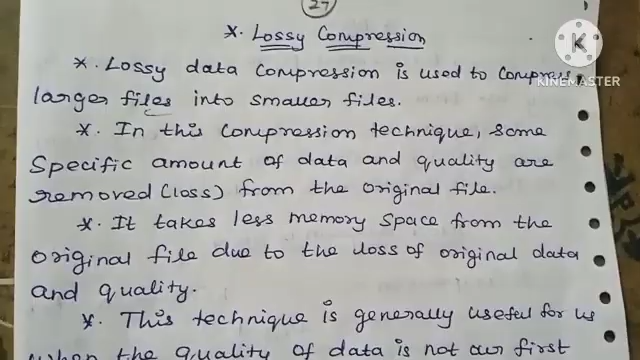 27
*. Lossy Compression
*. Lossy data compression is used to compress
larger files into smaller files.
*. In this compression technique, some
specific amount of data and quality are
removed (loss) from the original file.
*. It takes less memory space from the
original file due to the loss of original data
and quality.
*. This technique is generally useful for us
when the quality of data is not our first
K
KINEMASTER